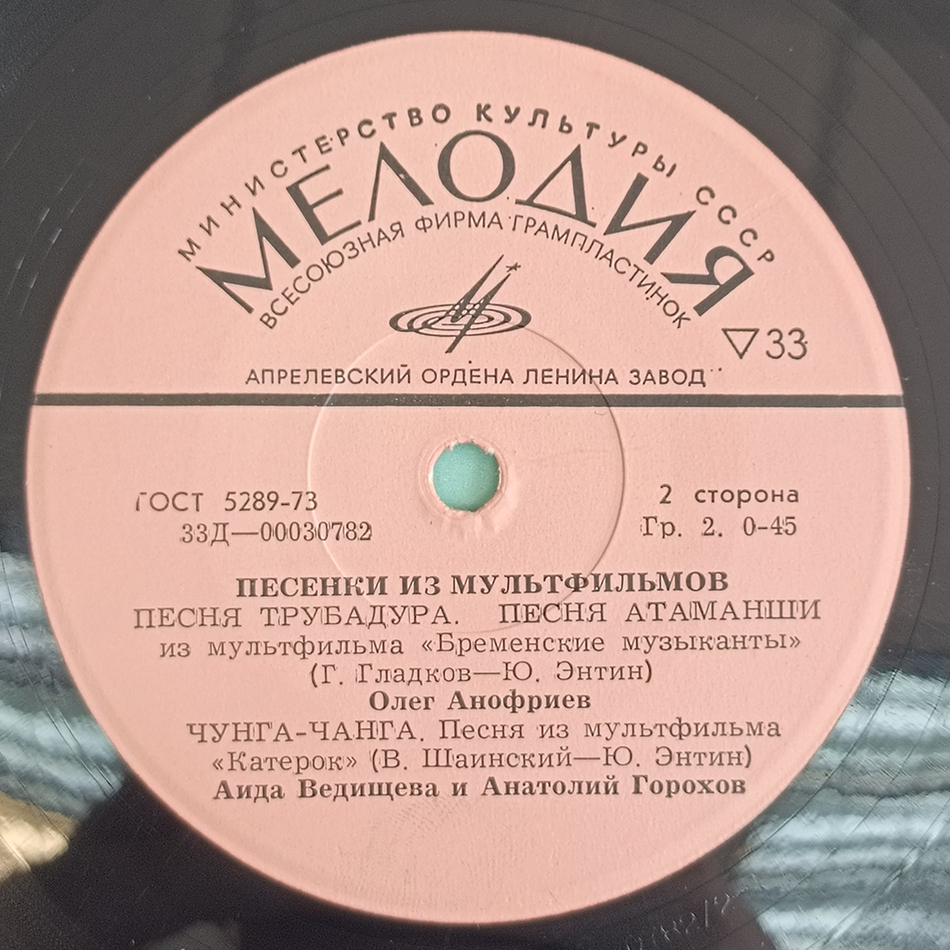 МИНИСТЕРСТВО КУЛЬТУРЫ СССР
МЕЛОДИЯ
ВСЕСОЮЗНАЯ ФИРМА ГРАМПЛАСТИНОК
▽33
АПРЕЛЕВСКИЙ ОРДЕНА ЛЕНИНА ЗАВОД
ГОСТ 5289-73
2 сторона
33Д—00030782
Гр. 2. 0-45
ПЕСЕНКИ ИЗ МУЛЬТФИЛЬМОВ
ПЕСНЯ ТРУБАДУРА. ПЕСНЯ АТАМАНШИ
из мультфильма «Бременские музыканты»
(Г. Гладков—Ю. Энтин)
Олег Анофриев
ЧУНГА-ЧАНГА. Песня из мультфильма
«Катерок» (В. Шаинский—Ю. Энтин)
Аида Ведищева и Анатолий Горохов